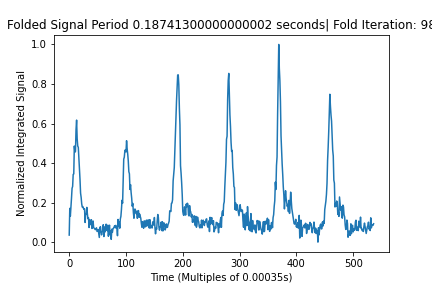 Folded Signal Period 0.18741300000000002 seconds| Fold Iteration: 98
1.0
0.8
0.6
0.4
0.2
0.0
Normalized Integrated Signal
0 100 200 300 400 500
Time (Multiples of 0.00035s)